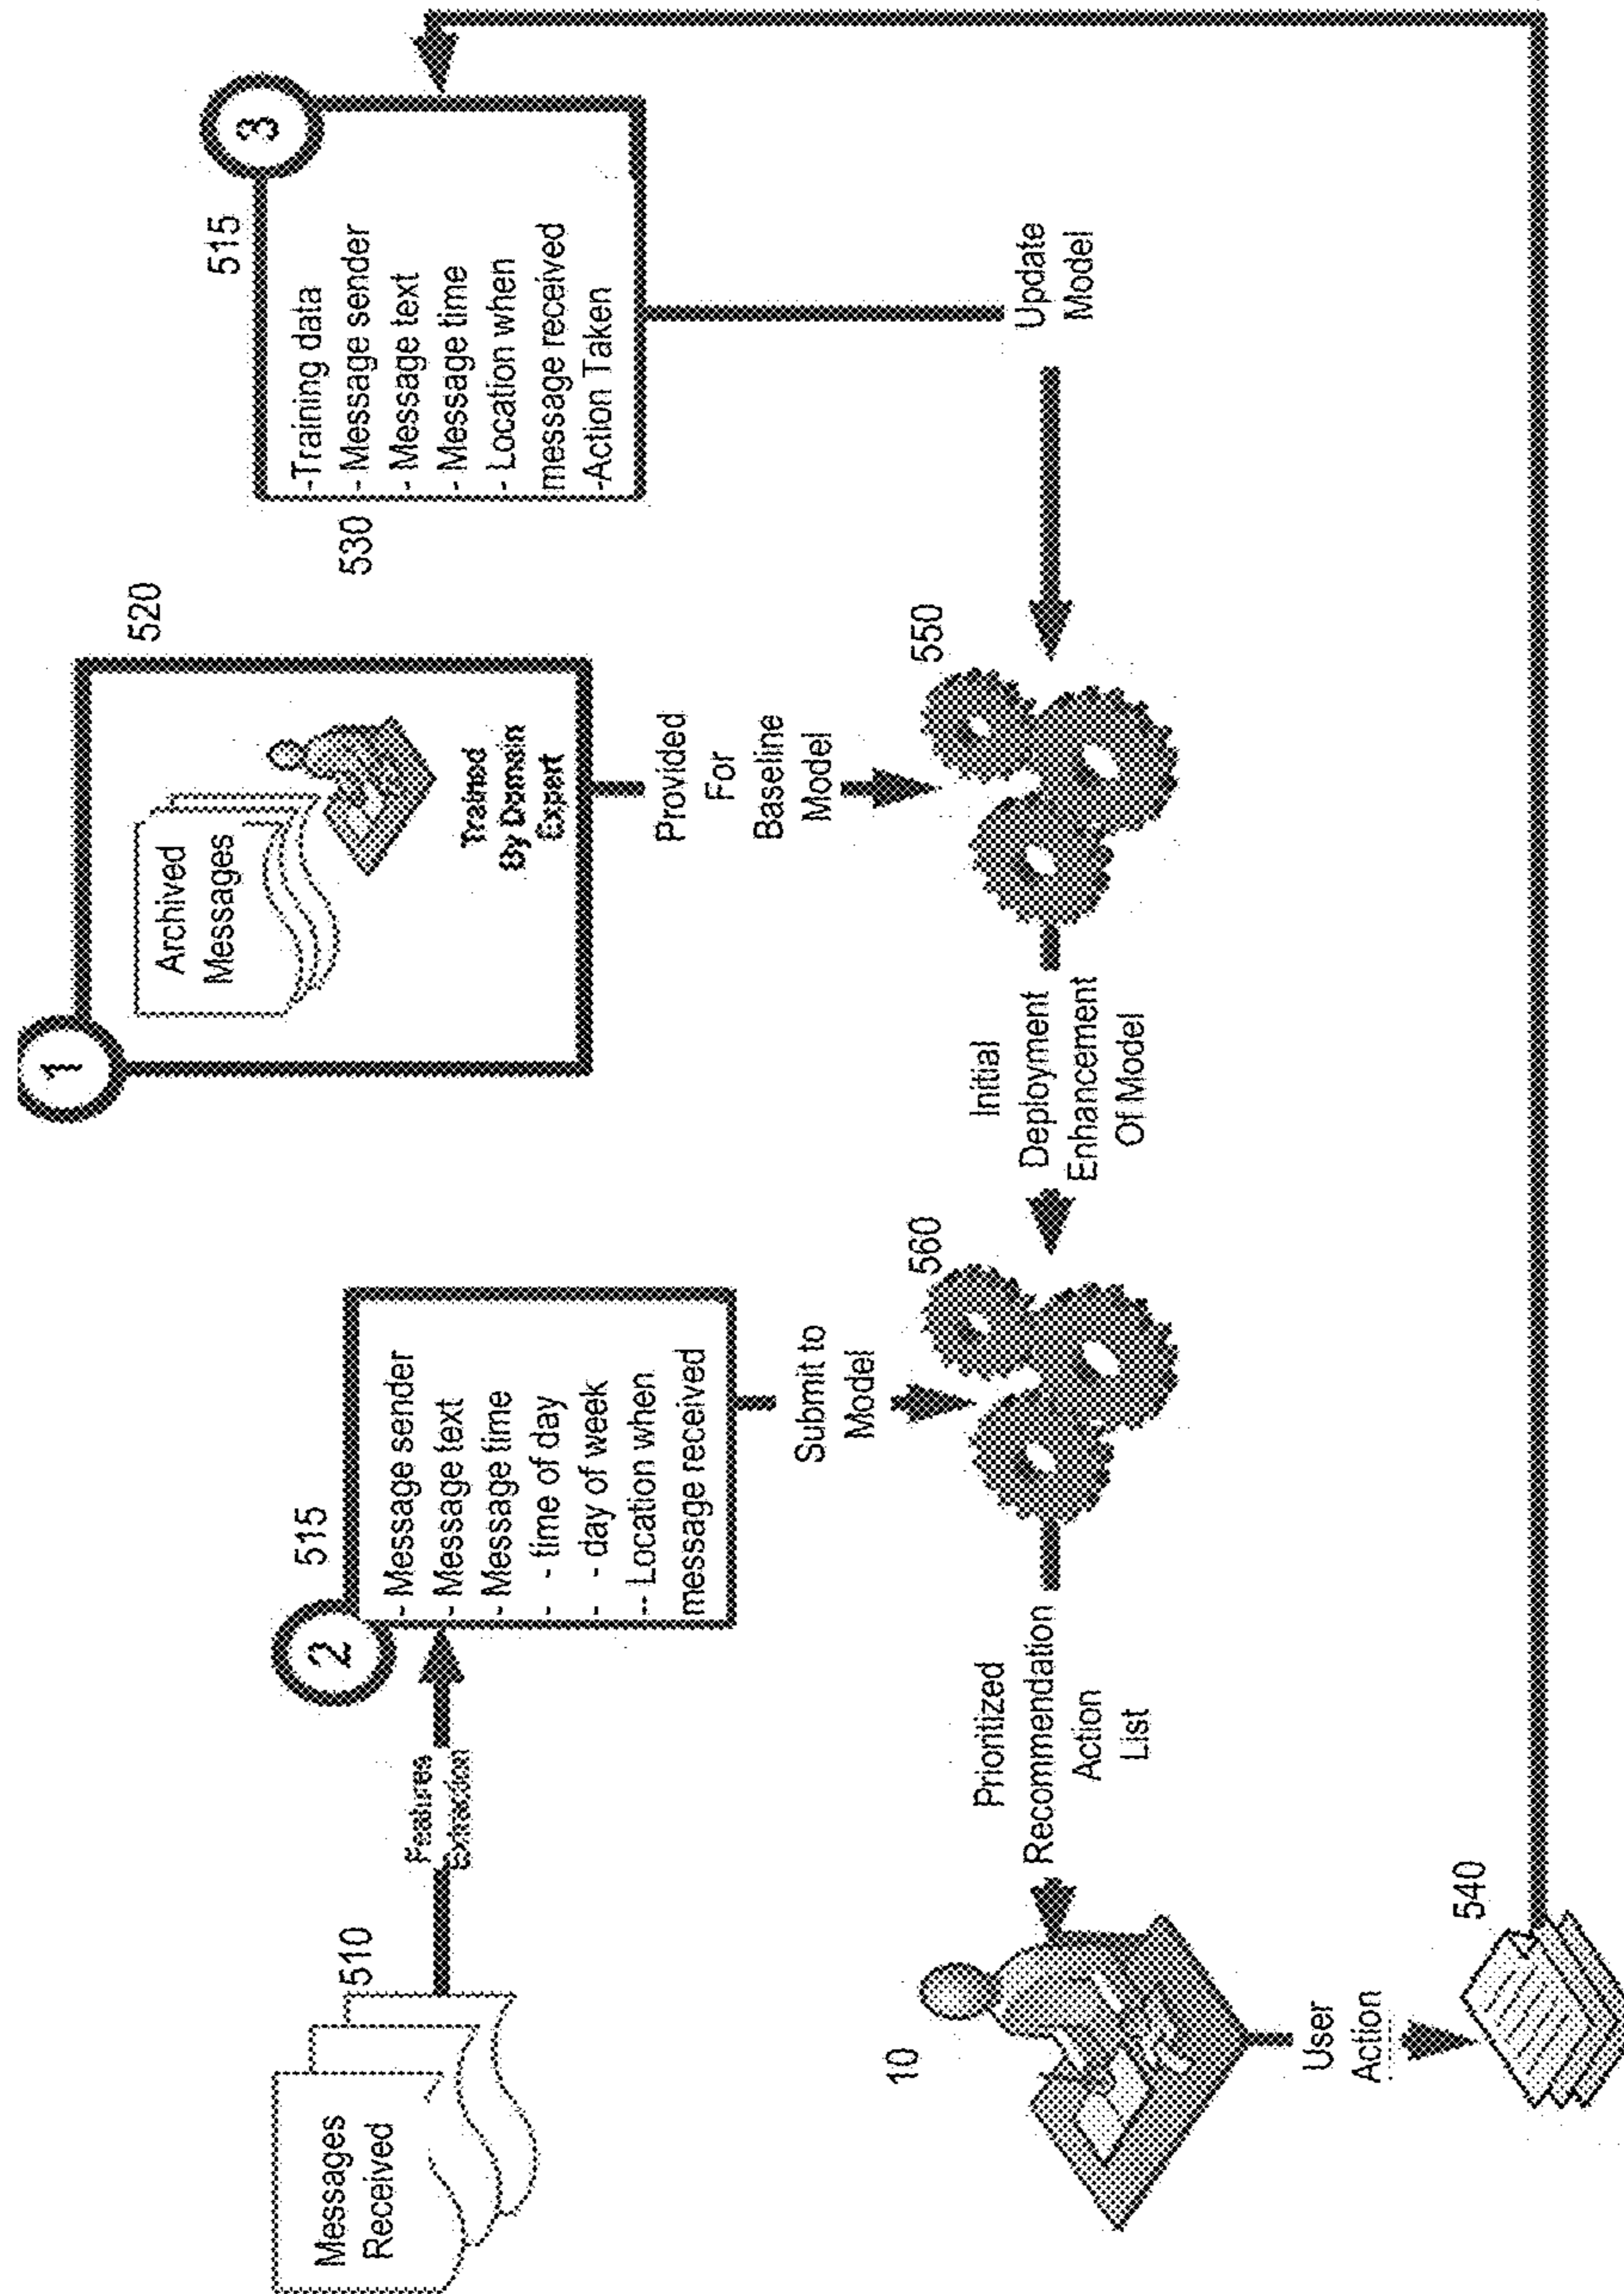 Messages
Received
510
Features
Extraction
2
515
- Message sender
- Message text
- Message time
- - time of day
- - day of week
-- Location when
message received
Submit to
Model
560
1
520
Archived
Messages
Trained
By Domain
Expert
Provided
For
Baseline
Model
550
3
515
530
-Training data
- Message sender
- Message text
- Message time
- Location when
message received
-Action Taken
Update
Model
Initial
Deployment
Enhancement
Of Model
Prioritized
Recommendation
Action
List
10
User
Action
540